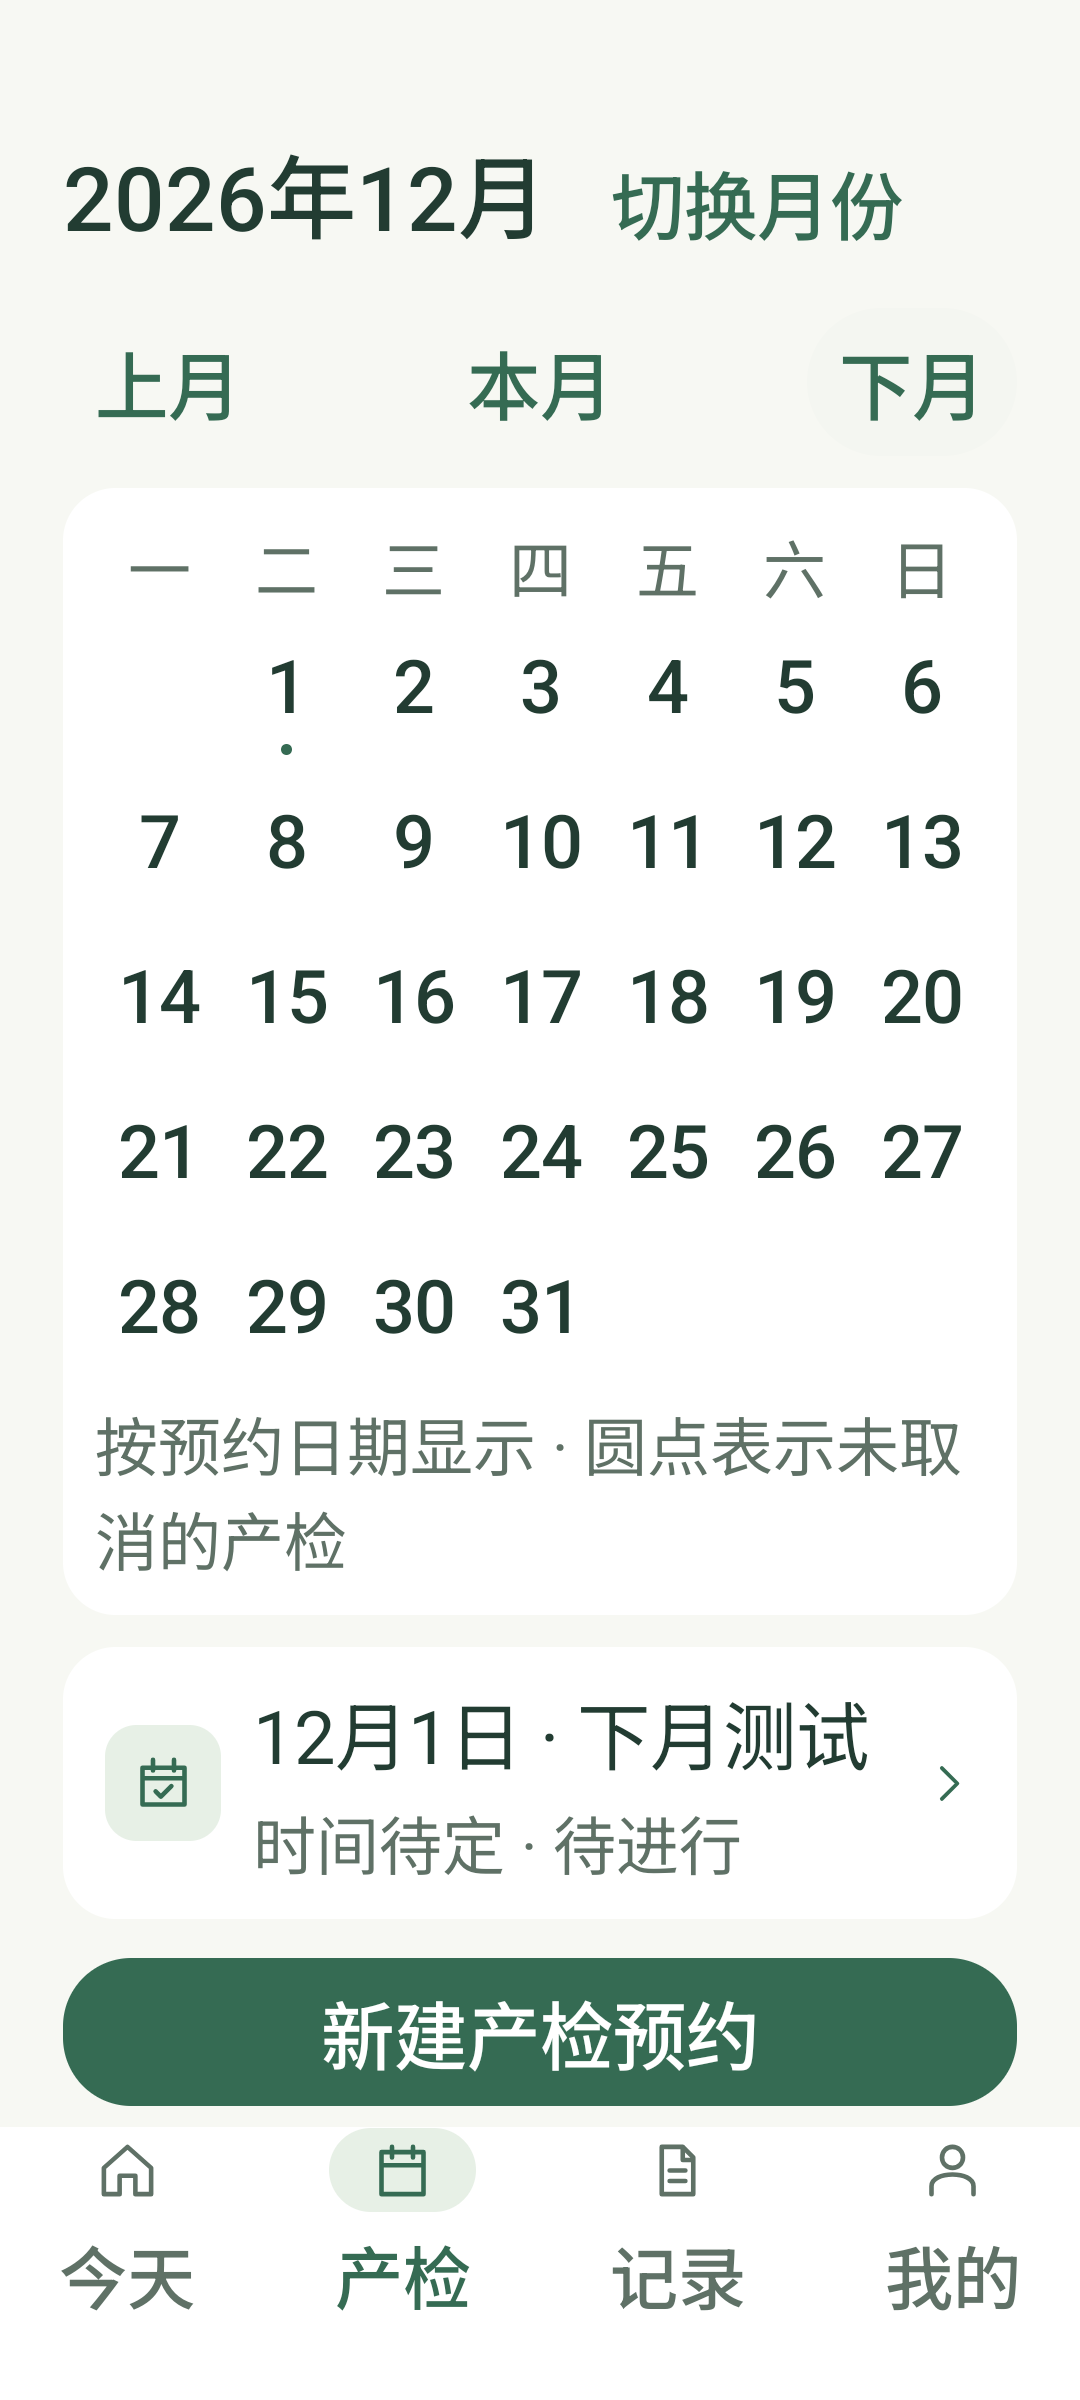 2026年12月 切换月份
上月 本月 下月
一 二 三 四 五 六 日
1 2 3 4 5 6
7 8 9 10 11 12 13
14 15 16 17 18 19 20
21 22 23 24 25 26 27
28 29 30 31
按预约日期显示 · 圆点表示未取
消的产检
12月1日 · 下月测试
时间待定 · 待进行
新建产检预约
今天 产检 记录 我的